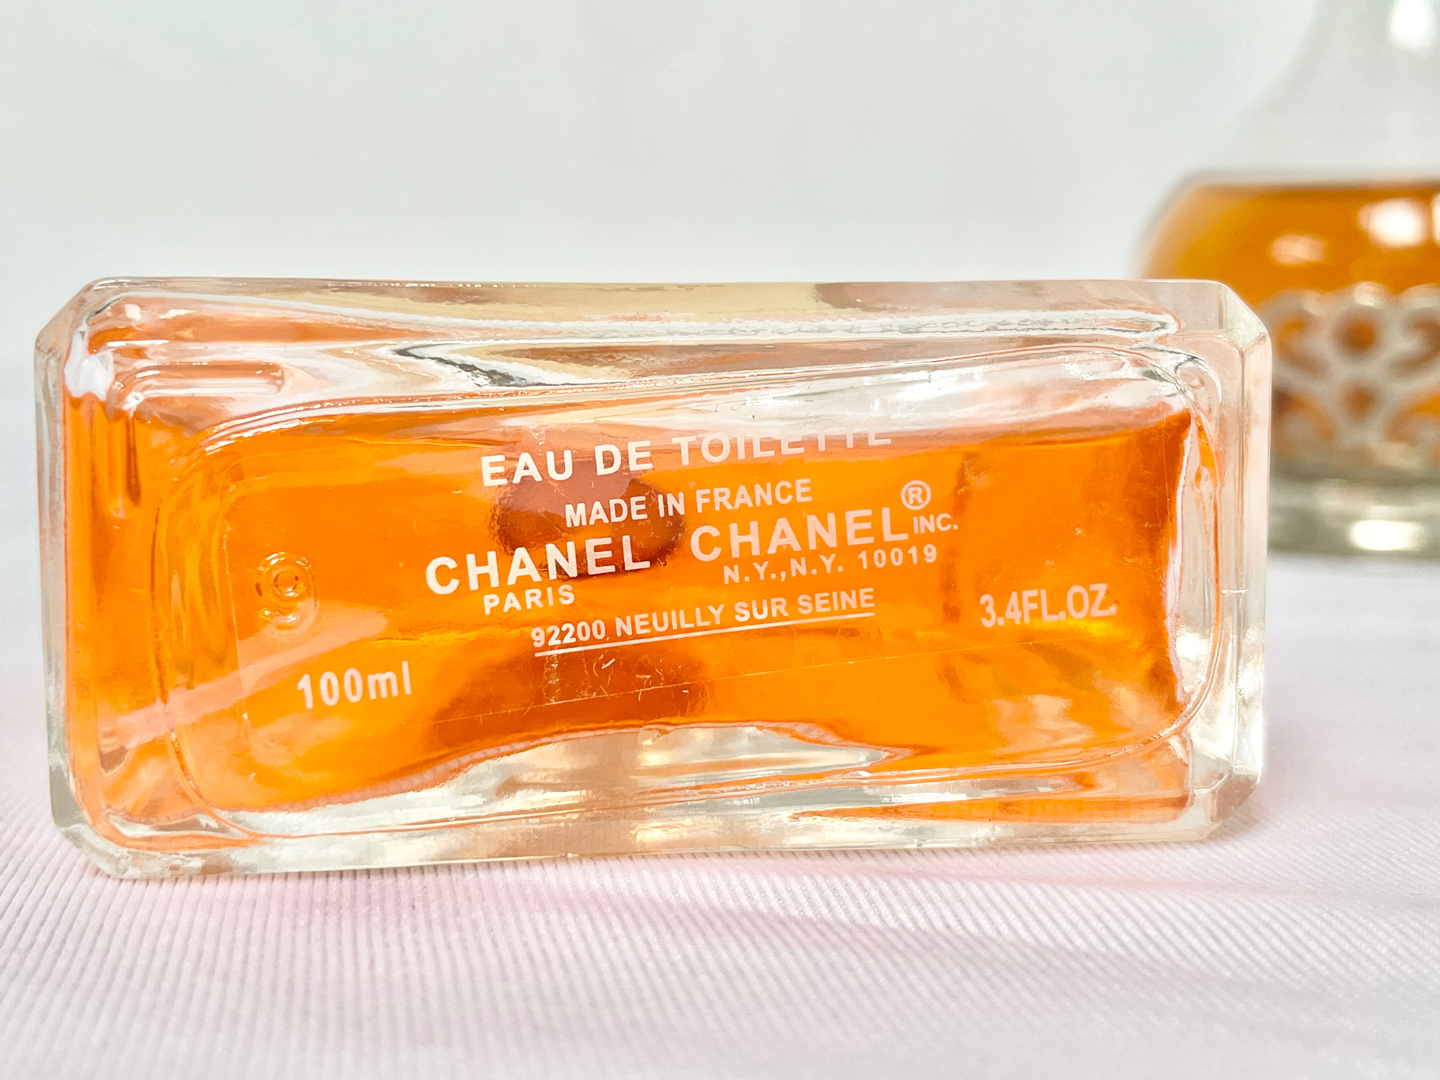 EAU DE TOILETTE
MADE IN FRANCE
CHANEL CHANEL® INC.
PARIS N.Y.,N.Y. 10019
92200 NEUILLY SUR SEINE
100ml 3.4FL.OZ.